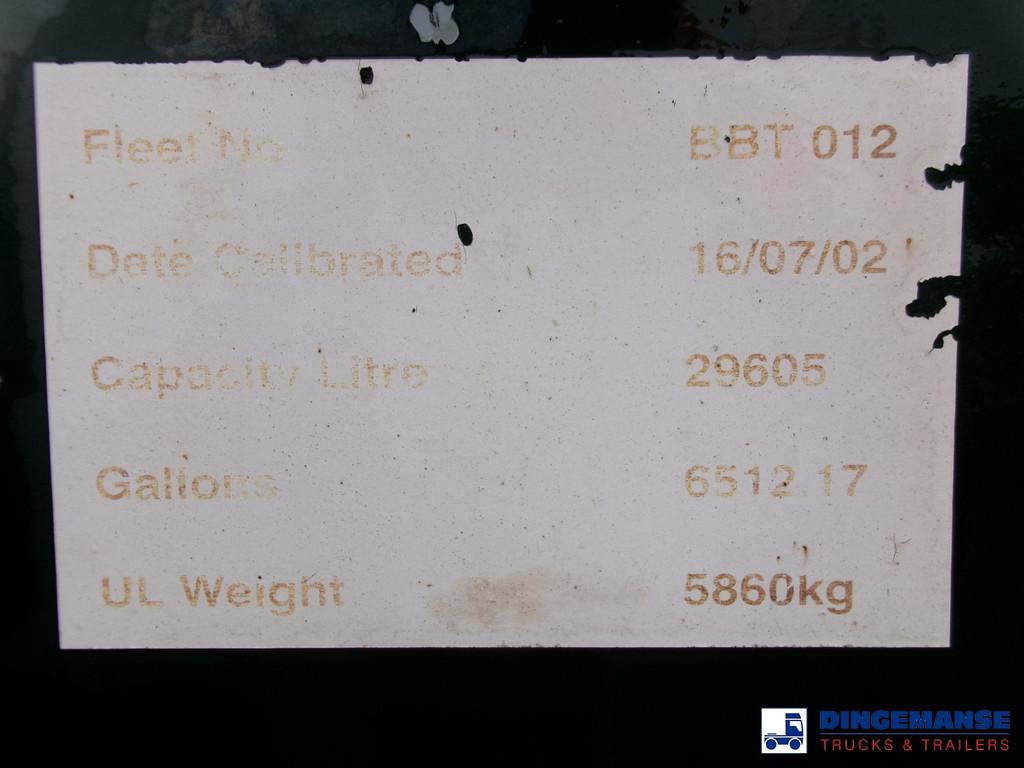 Fleet No BBT 012
Date Calibrated 16/07/02
Capacity Litre 29605
Gallons 6512.17
UL Weight 5860kg
DINGEMANSE
TRUCKS & TRAILERS